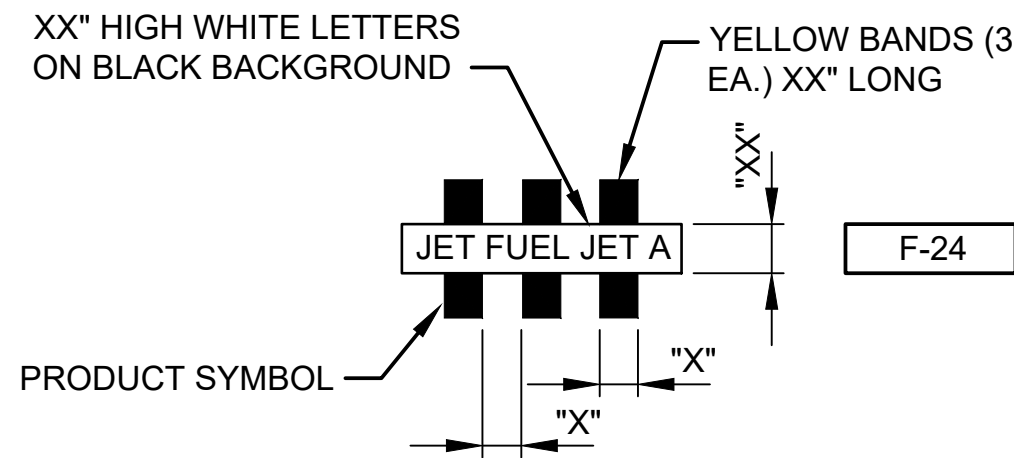 XX" HIGH WHITE LETTERS
ON BLACK BACKGROUND
YELLOW BANDS (3
EA.) XX" LONG
"XX"
JET FUEL JET A
F-24
PRODUCT SYMBOL
"X"
"X"